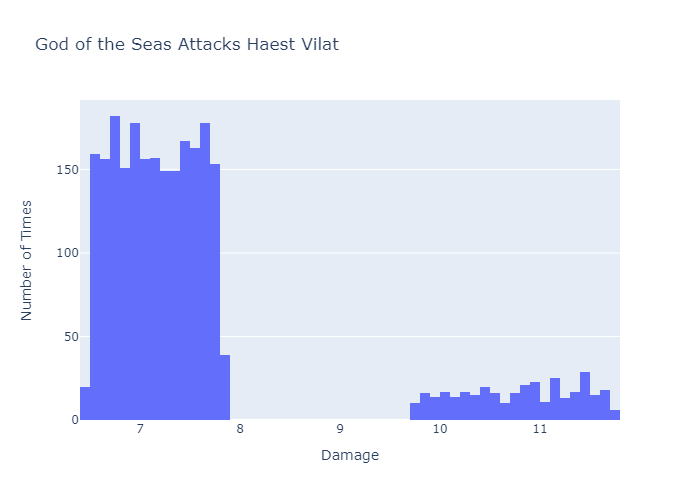 God of the Seas Attacks Haest Vilat
150
100
50
0
7 8 9 10 11
Number of Times
Damage